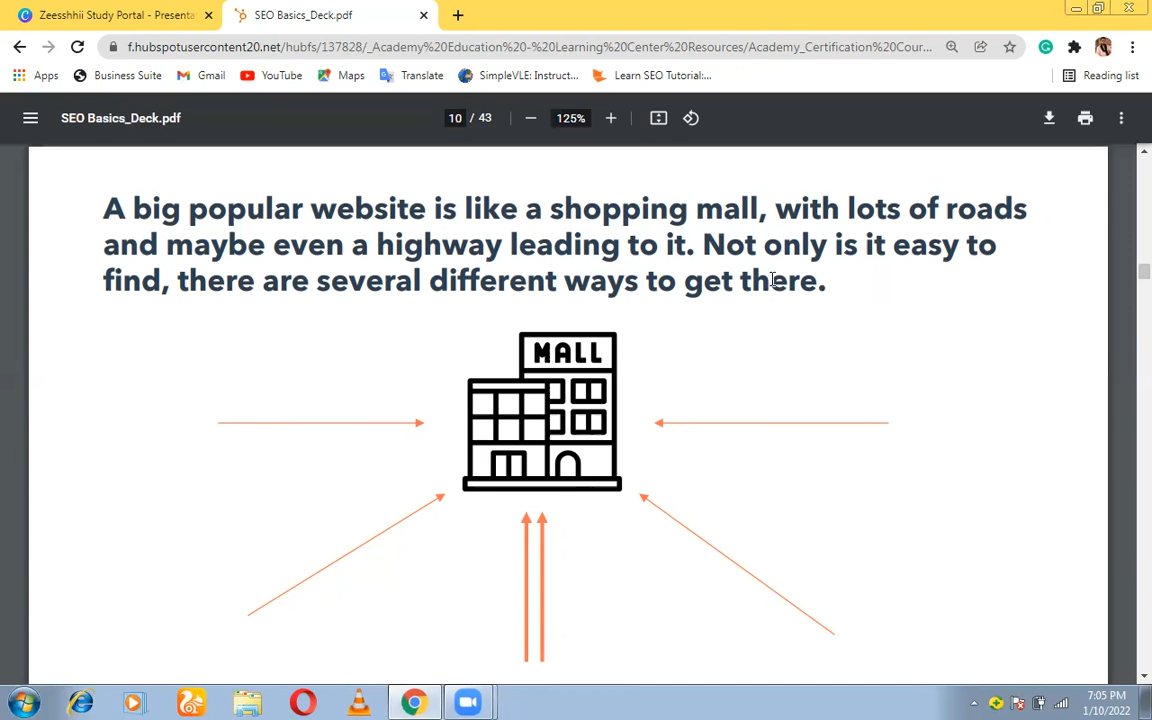 Zeesshhii Study Portal - Presenta
SEO Basics_Deck.pdf
f.hubspotusercontent20.net/hubfs/137828/_Academy%20Education%20-%20Learning%20Center%20Resources/Academy_Certification%20Cour...
Apps
Business Suite
Gmail
YouTube
Maps
Translate
SimpleVLE: Instruct...
Learn SEO Tutorial:...
Reading list
SEO Basics_Deck.pdf
10 / 43
125%
A big popular website is like a shopping mall, with lots of roads
and maybe even a highway leading to it. Not only is it easy to
find, there are several different ways to get there.
MALL
7:05 PM
1/10/2022